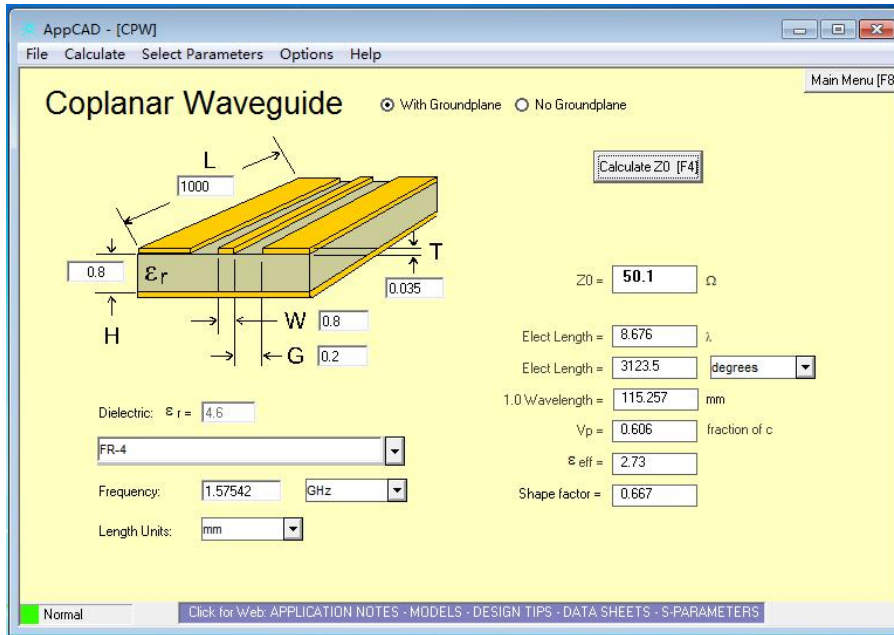 AppCAD - [CPW]
File Calculate Select Parameters Options Help
Main Menu [F8
Coplanar Waveguide
With Groundplane
No Groundplane
Calculate Z0 [F4]
L
1000
0.8
εr
T
0.035
H
W 0.8
G 0.2
Z0 = 50.1 Ω
Elect Length = 8.676 λ
Elect Length = 3123.5 degrees
1.0 Wavelength = 115.257 mm
Vp = 0.606 fraction of c
ε eff = 2.73
Shape factor = 0.667
Dielectric: εr = 4.6
FR-4
Frequency: 1.57542 GHz
Length Units: mm
Normal
Click for Web: APPLICATION NOTES - MODELS - DESIGN TIPS - DATA SHEETS - S-PARAMETERS